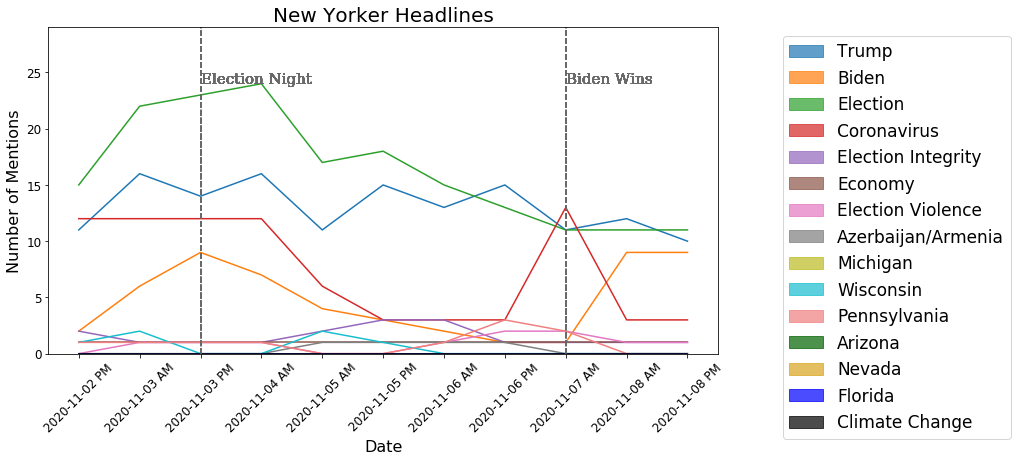 New Yorker Headlines
Number of Mentions
25
20
15
10
5
0
Election Night
Biden Wins
2020-11-02 PM
2020-11-03 AM
2020-11-03 PM
2020-11-04 AM
2020-11-05 AM
2020-11-05 PM
2020-11-06 AM
2020-11-06 PM
2020-11-07 AM
2020-11-08 AM
2020-11-08 PM
Date
Trump
Biden
Election
Coronavirus
Election Integrity
Economy
Election Violence
Azerbaijan/Armenia
Michigan
Wisconsin
Pennsylvania
Arizona
Nevada
Florida
Climate Change